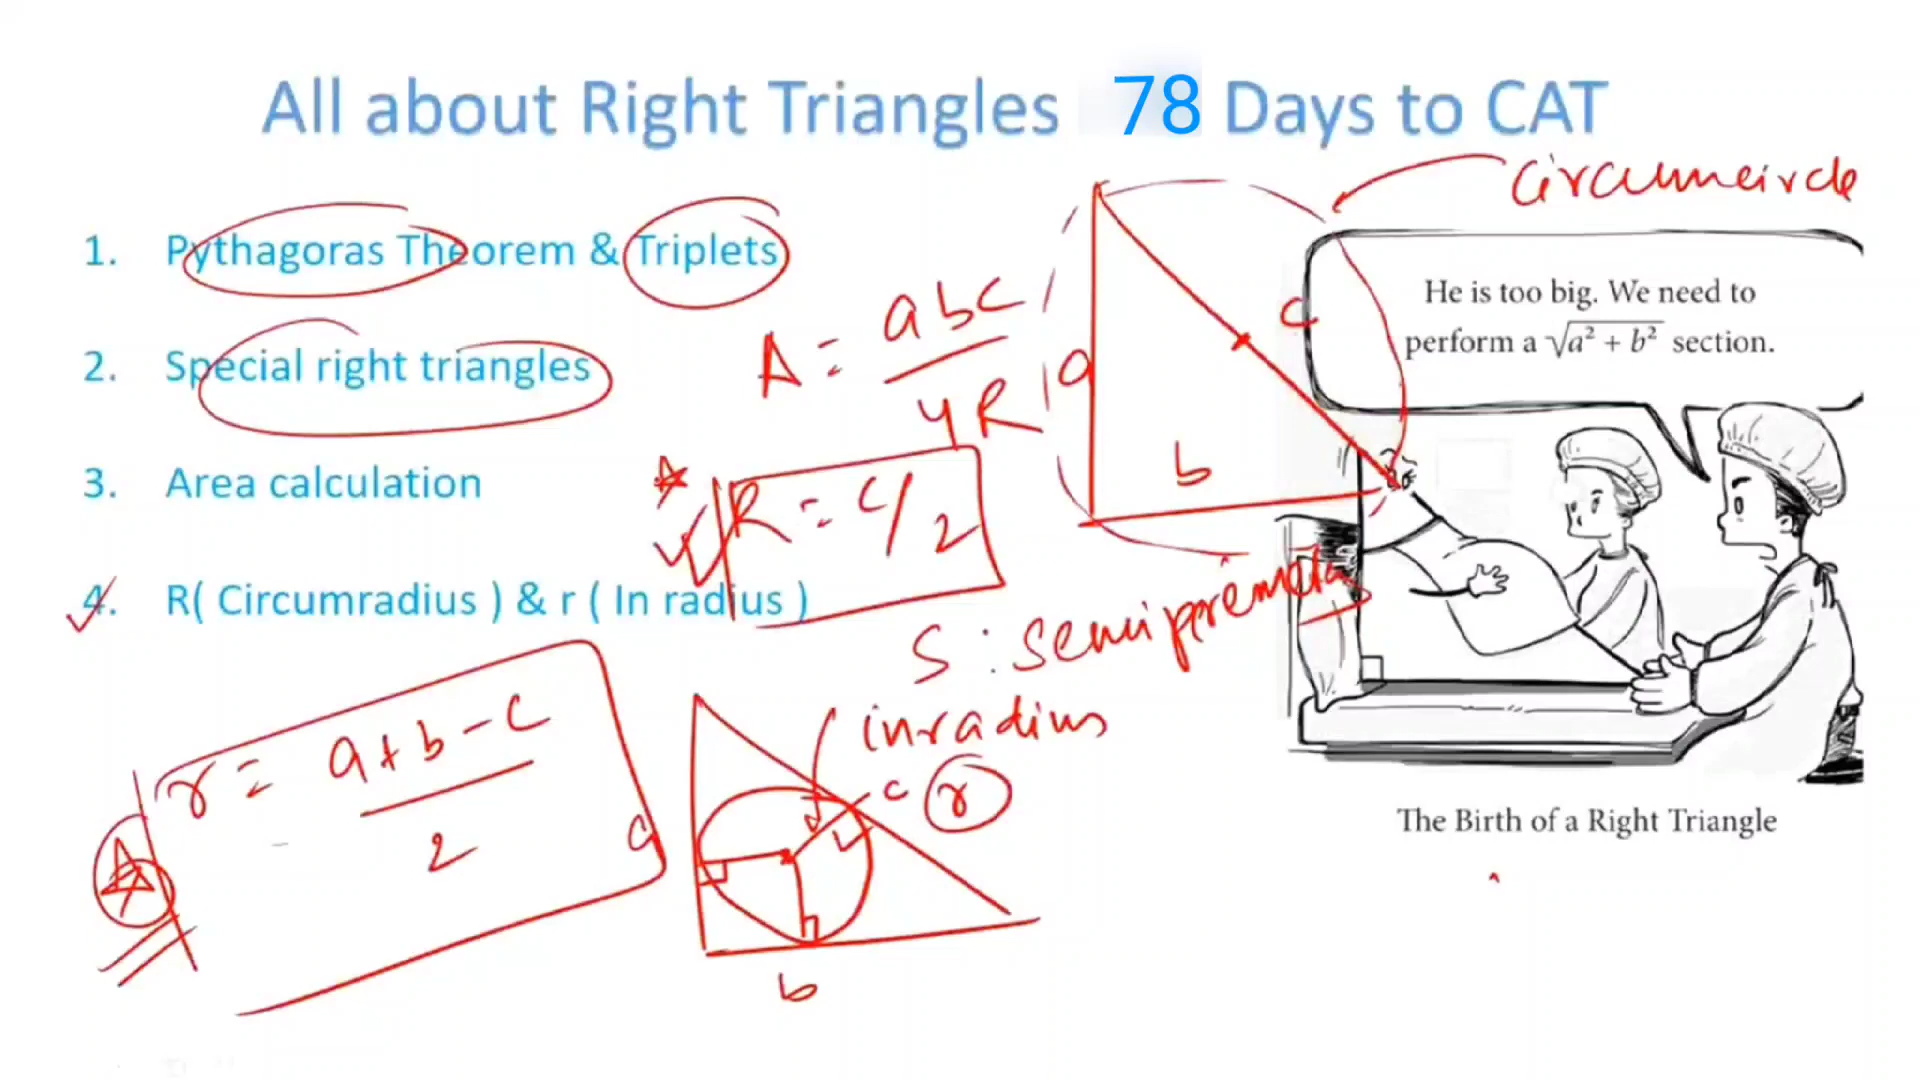 All about Right Triangles 78 Days to CAT
circumcircle
1. Pythagoras Theorem & Triplets
He is too big. We need to
perform a √a² + b² section.
A = abc / 4R
a
c
b
2. Special right triangles
3. Area calculation
R = c/2
4. R( Circumradius ) & r ( In radius )
S : semi perimeter
inradius
r
r = a+b-c / 2
a
c
b
The Birth of a Right Triangle